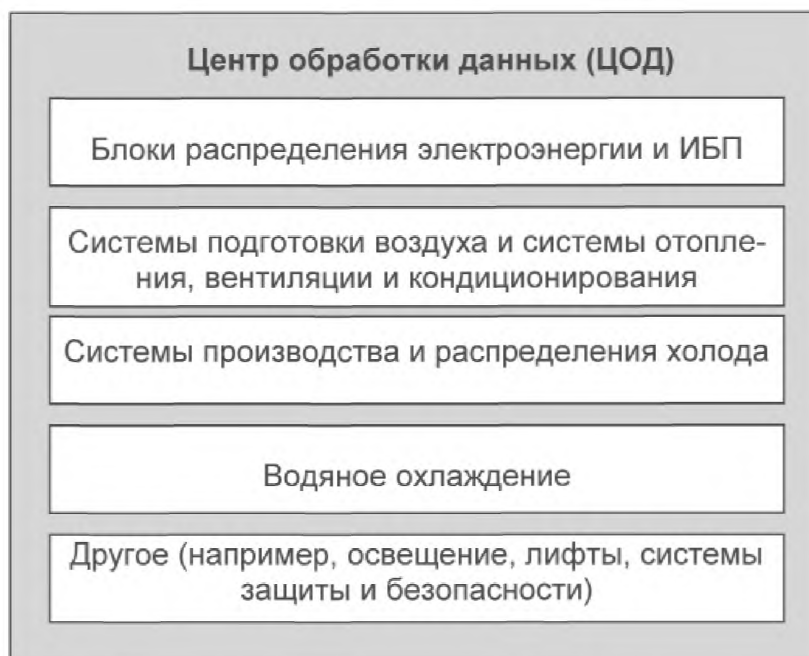 Центр обработки данных (ЦОД)
Блоки распределения электроэнергии и ИБП
Системы подготовки воздуха и системы отопле-
ния, вентиляции и кондиционирования
Системы производства и распределения холода
Водяное охлаждение
Другое (например, освещение, лифты, системы
защиты и безопасности)